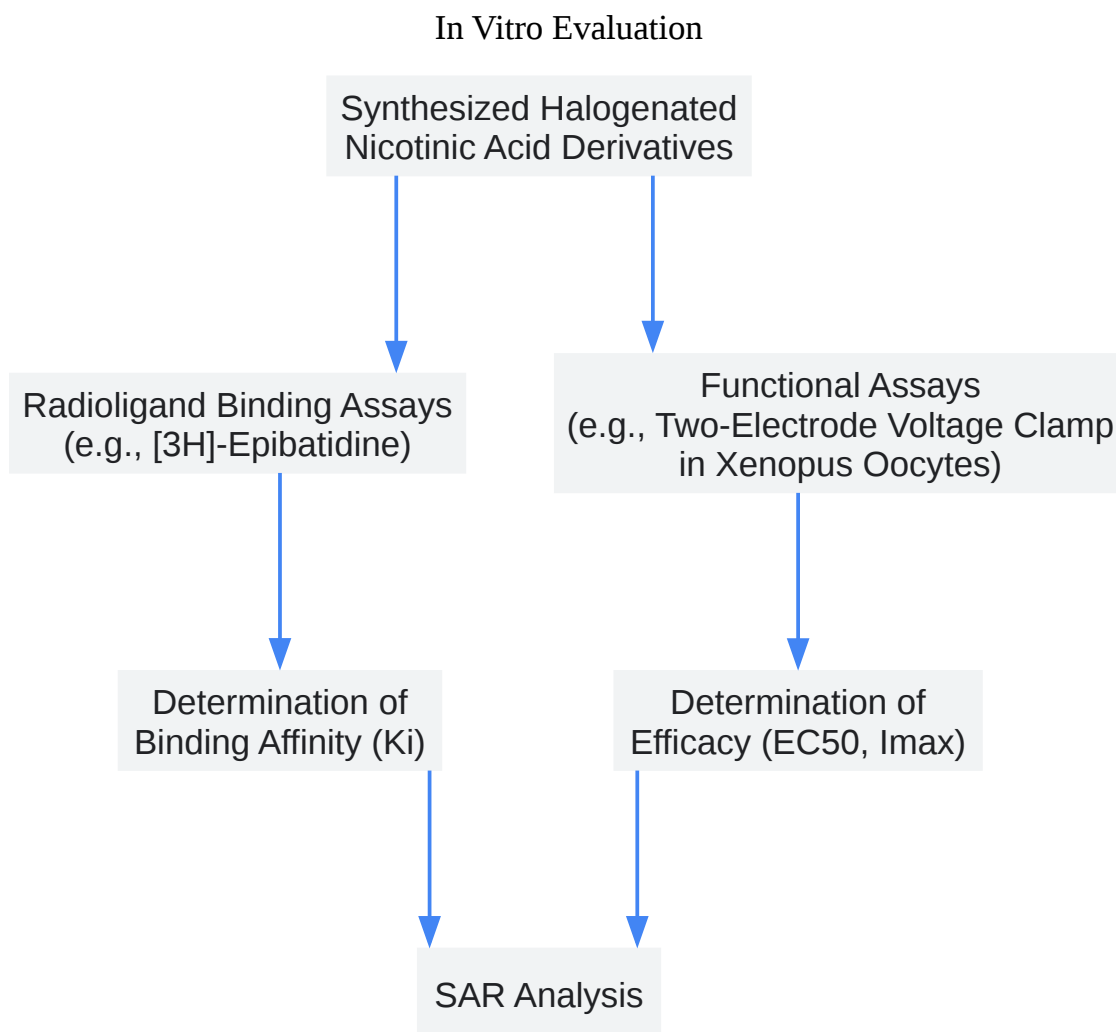 In Vitro Evaluation
Synthesized Halogenated
Nicotinic Acid Derivatives
Radioligand Binding Assays
(e.g., [3H]-Epibatidine)
Functional Assays
(e.g., Two-Electrode Voltage Clamp
in Xenopus Oocytes)
Determination of
Binding Affinity (Ki)
Determination of
Efficacy (EC50, Imax)
SAR Analysis